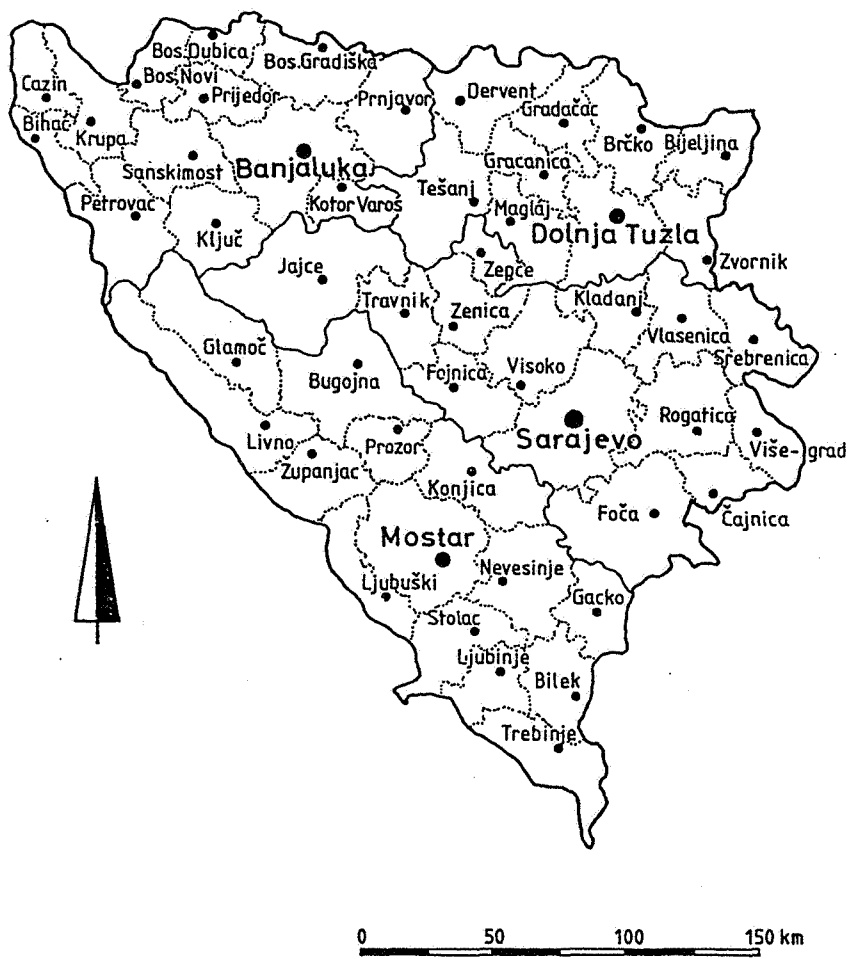 Bos.Dubica
Bos.Gradiška
Bos.Novi
Cazin
Prijedor
Prnjavor
Dervent
Gradačac
Bihać
Krupa
Brčko
Bijeljina
Sanskimost
Banjaluka
Gracanica
Petrovac
Kotor Varoš
Tešanj
Maglaj
Ključ
Dolnja Tuzla
Jajce
Zepče
Zvornik
Travnik
Zenica
Kladanj
Vlasenica
Srebrenica
Glamoč
Bugojna
Fojnica
Visoko
Livno
Prozor
Sarajevo
Rogatica
Više-grad
Županjac
Konjica
Foča
Čajnica
Mostar
Ljubuški
Nevesinje
Gacko
Stolac
Ljubinje
Bilek
Trebinje
0 50 100 150 km